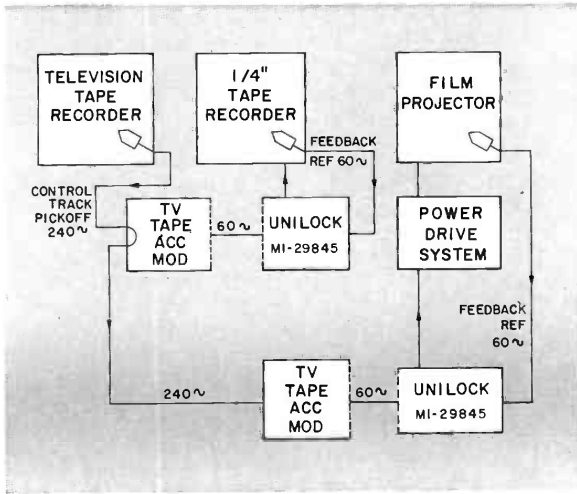 TELEVISION
TAPE
RECORDER
1/4" TAPE
RECORDER
FILM
PROJECTOR
FEEDBACK
REF 60~
CONTROL
TRACK
PICKOFF
240~
TV
TAPE
ACC
MOD
60~
UNILOCK
MI-29845
POWER
DRIVE
SYSTEM
FEEDBACK
REF
60~
240~
TV
TAPE
ACC
MOD
60~
UNILOCK
MI-29845